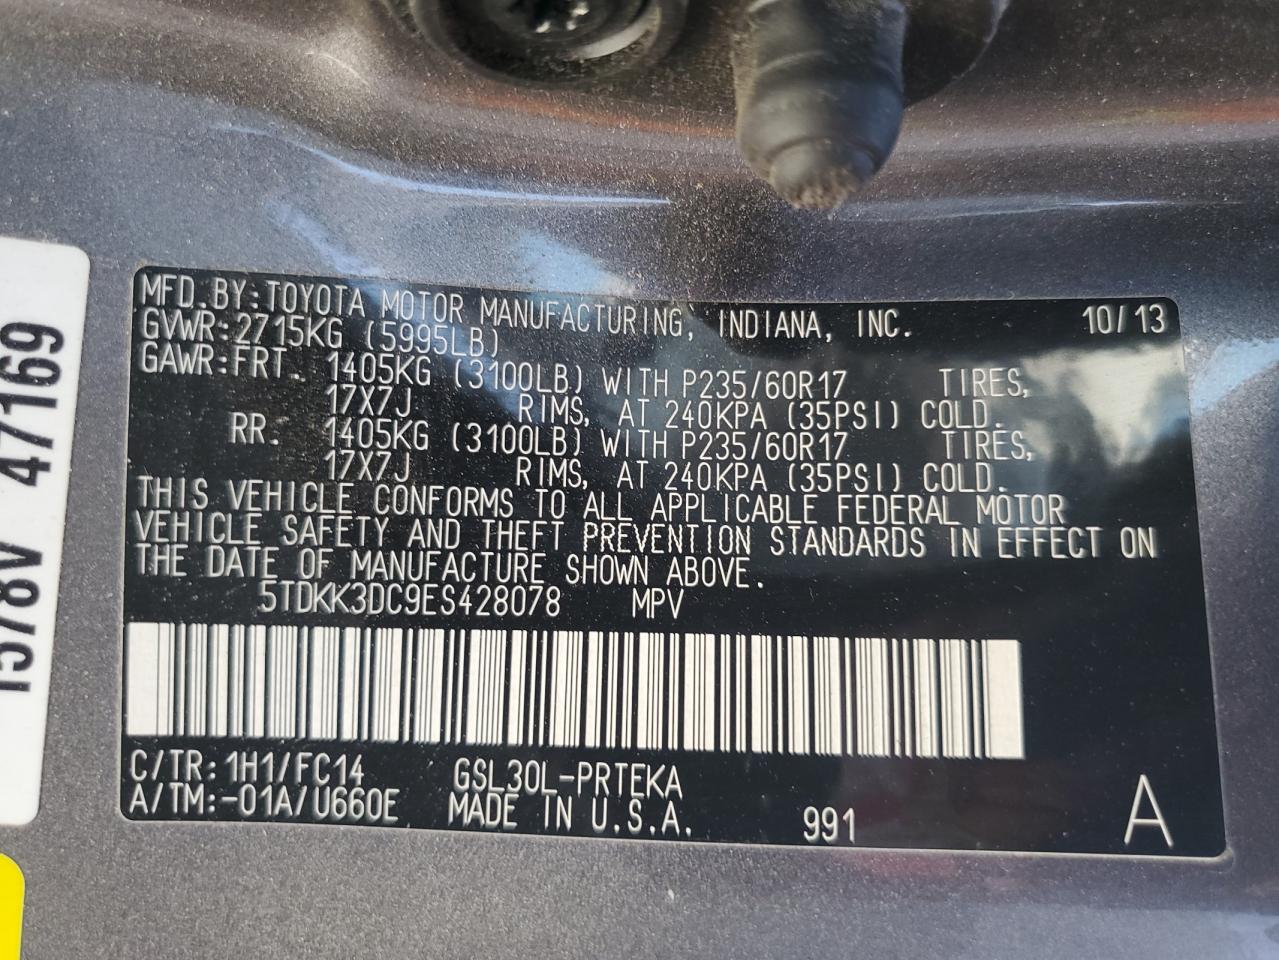 MFD. BY: TOYOTA MOTOR MANUFACTURING, INDIANA, INC. 10/13
GVWR: 2715KG (5995LB)
GAWR: FRT. 1405KG (3100LB) WITH P235/60R17 TIRES,
17X7J RIMS, AT 240KPA (35PSI) COLD.
RR. 1405KG (3100LB) WITH P235/60R17 TIRES,
17X7J RIMS, AT 240KPA (35PSI) COLD.
THIS VEHICLE CONFORMS TO ALL APPLICABLE FEDERAL MOTOR
VEHICLE SAFETY AND THEFT PREVENTION STANDARDS IN EFFECT ON
THE DATE OF MANUFACTURE SHOWN ABOVE.
5TDKK3DC9ES428078 MPV
C/TR: 1H1/FC14 GSL30L-PRTEKA
A/TM: -01A/U660E MADE IN U.S.A. 991 A
1578V 47169